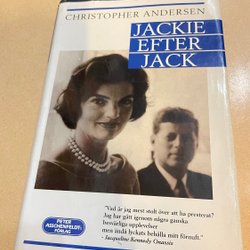 CHRISTOPHER ANDERSEN
JACKIE
EFTER
JACK
"Vad är jag mest stolt över att ha presterat?
Jag har gått igenom några ganska
besvärliga upplevelser
men ändå lyckats behålla mitt förnuft."
- Jacqueline Kennedy Onassis
PETER
ASSCHENFELDT:
FÖRLAG